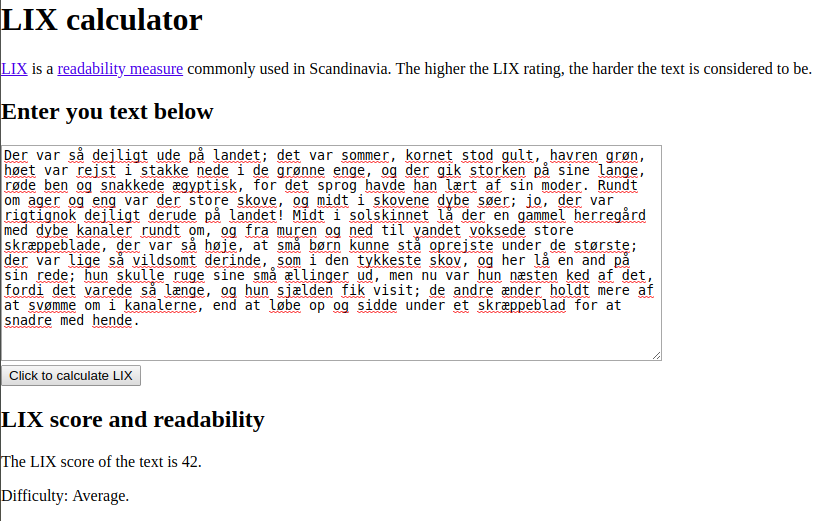 LIX calculator
LIX is a readability measure commonly used in Scandinavia. The higher the LIX rating, the harder the text is considered to be.
Enter you text below
Der var så dejligt ude på landet; det var sommer, kornet stod gult, havren grøn,
høet var rejst i stakke nede i de grønne enge, og der gik storken på sine lange,
røde ben og snakkede ægyptisk, for det sprog havde han lært af sin moder. Rundt
om ager og eng var der store skove, og midt i skovene dybe søer; jo, der var
rigtignok dejligt derude på landet! Midt i solskinnet lå der en gammel herregård
med dybe kanaler rundt om, og fra muren og ned til vandet voksede store
skræppeblade, der var så høje, at små børn kunne stå oprejste under de største;
der var lige så vildsomt derinde, som i den tykkeste skov, og her lå en and på
sin rede; hun skulle ruge sine små ællinger ud, men nu var hun næsten ked af det,
fordi det varede så længe, og hun sjælden fik visit; de andre ænder holdt mere af
at svømme om i kanalerne, end at løbe op og sidde under et skræppeblad for at
snadre med hende.
Click to calculate LIX
LIX score and readability
The LIX score of the text is 42.
Difficulty: Average.